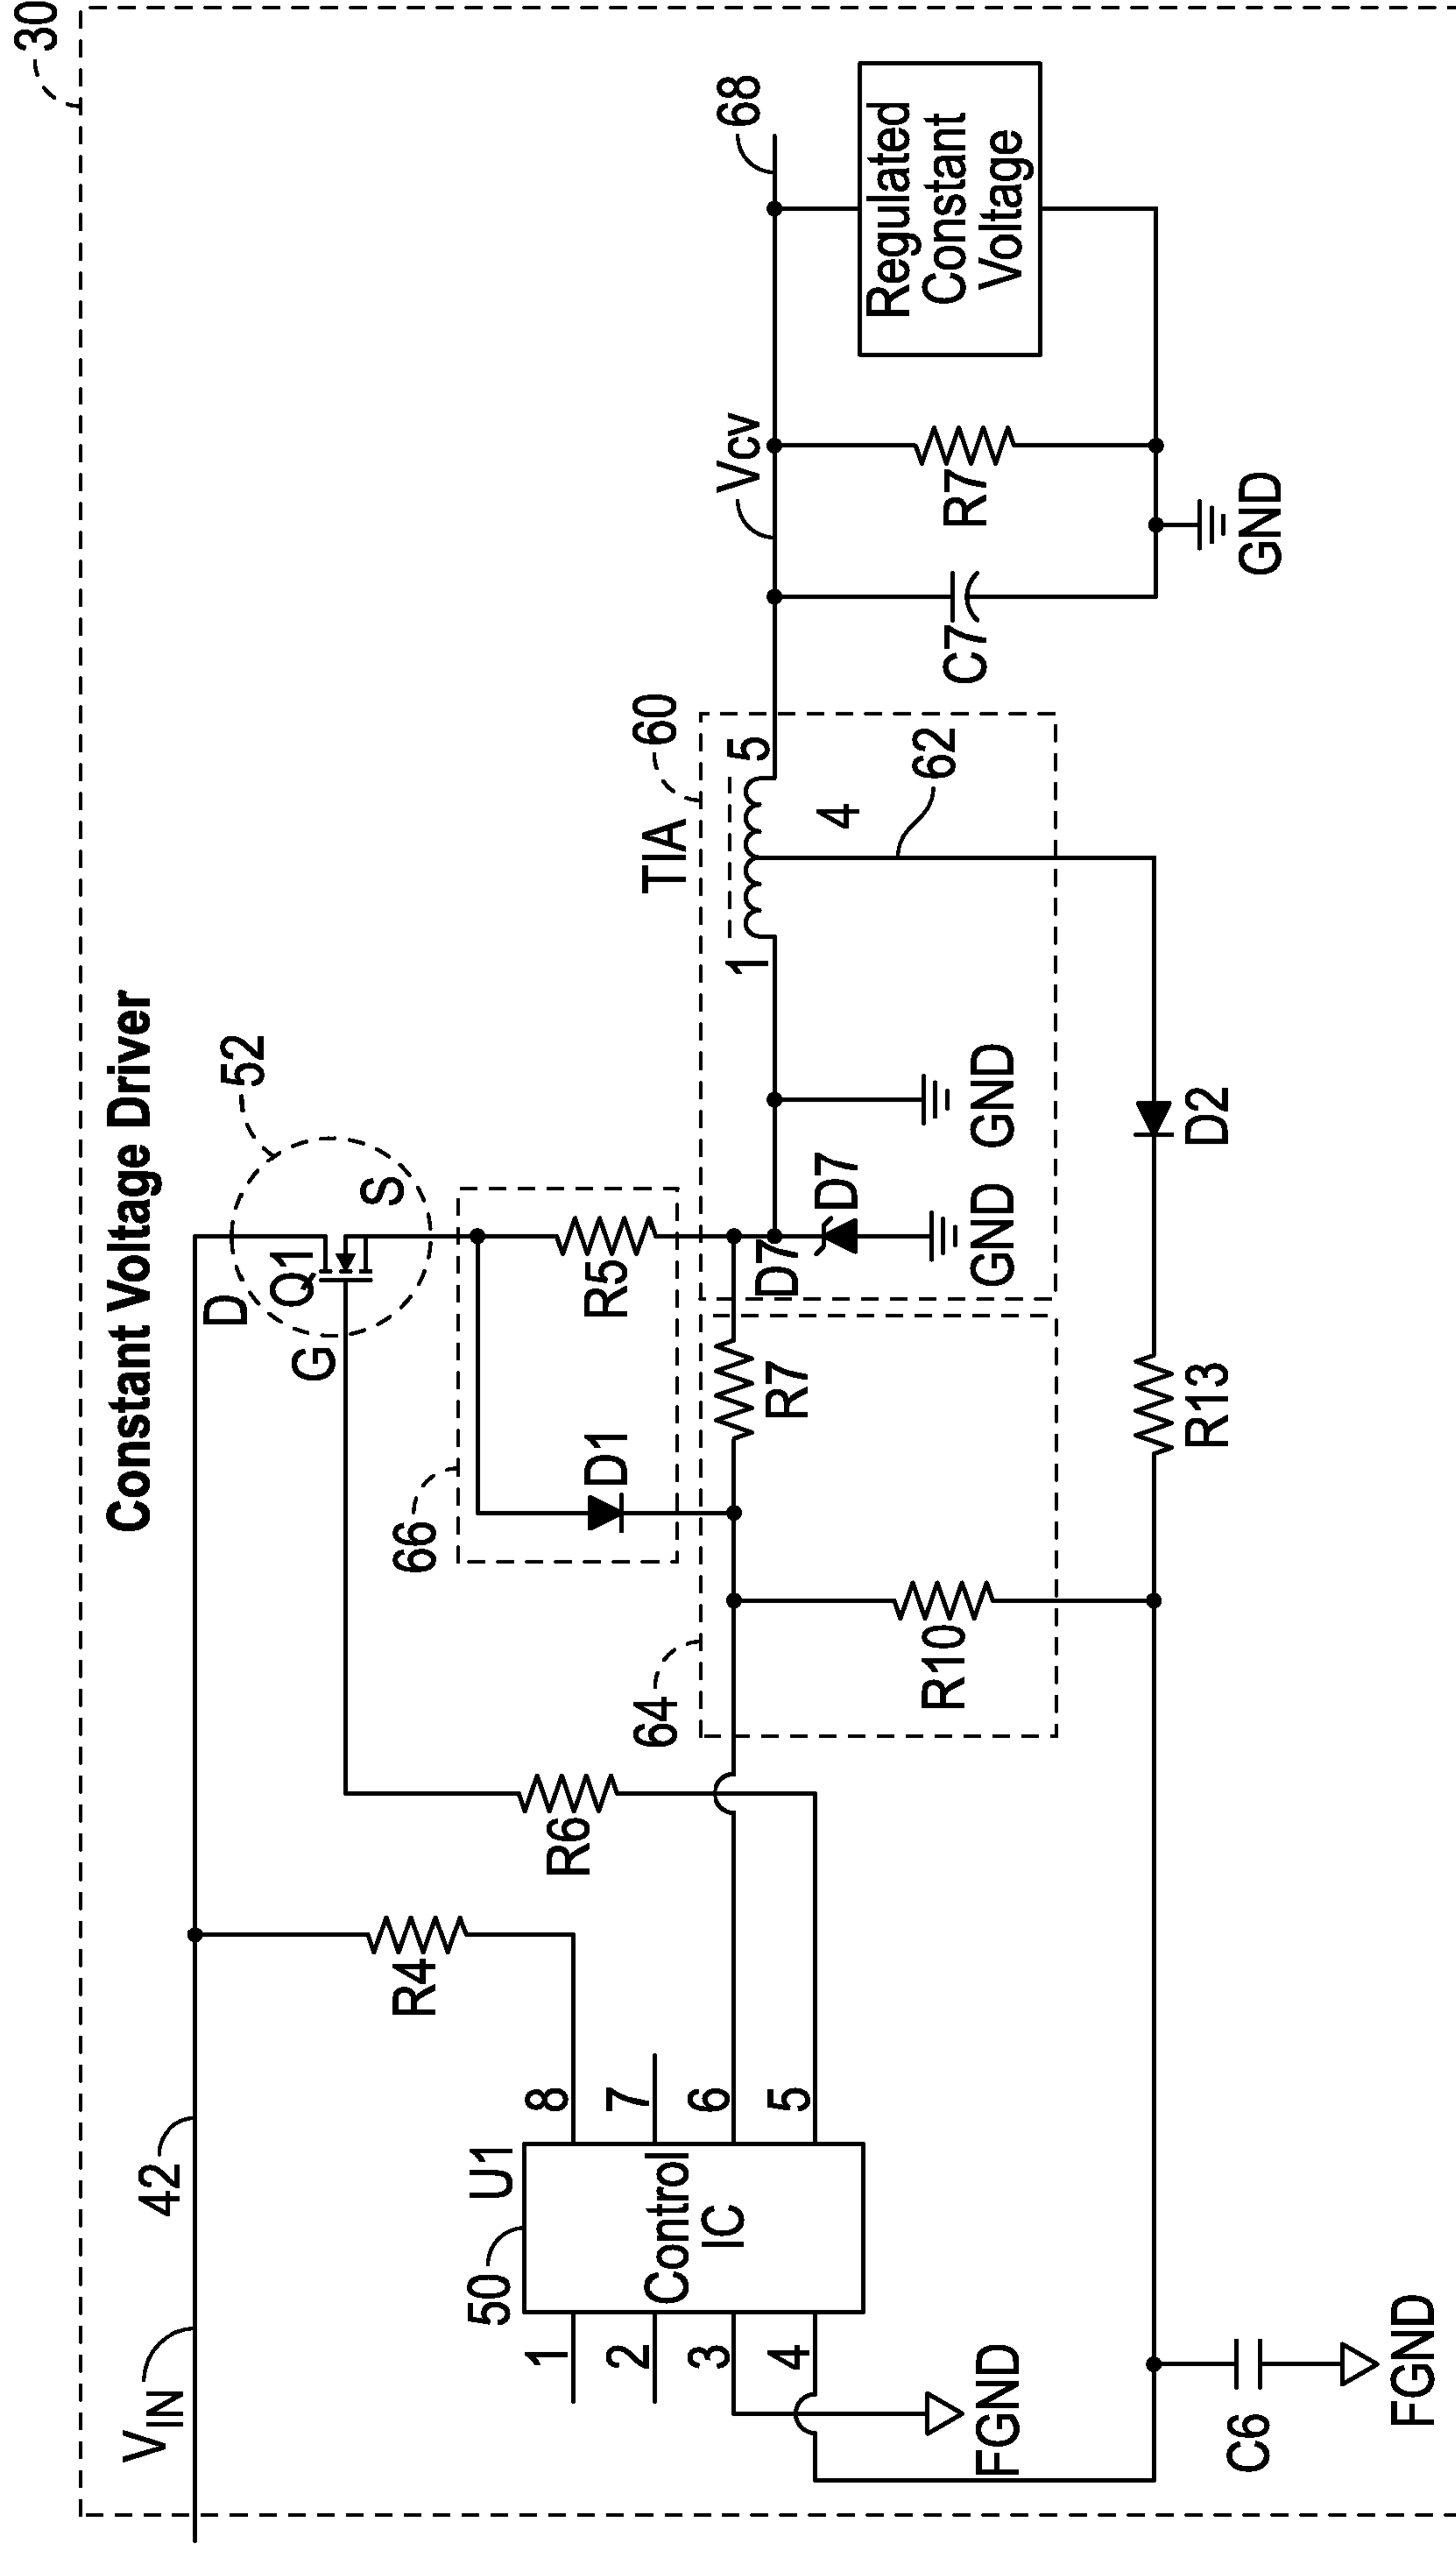 30
Constant Voltage Driver
VIN
42
52
D
Q1
S
G
R4
R6
66
D1
R5
U1
50
Control
IC
1
2
3
4
8
7
6
5
FGND
64
R7
R10
D7
D7
GND
GND
TIA
60
1
5
4
62
Vcv
68
C7
R7
GND
Regulated
Constant
Voltage
R13
D2
C6
FGND